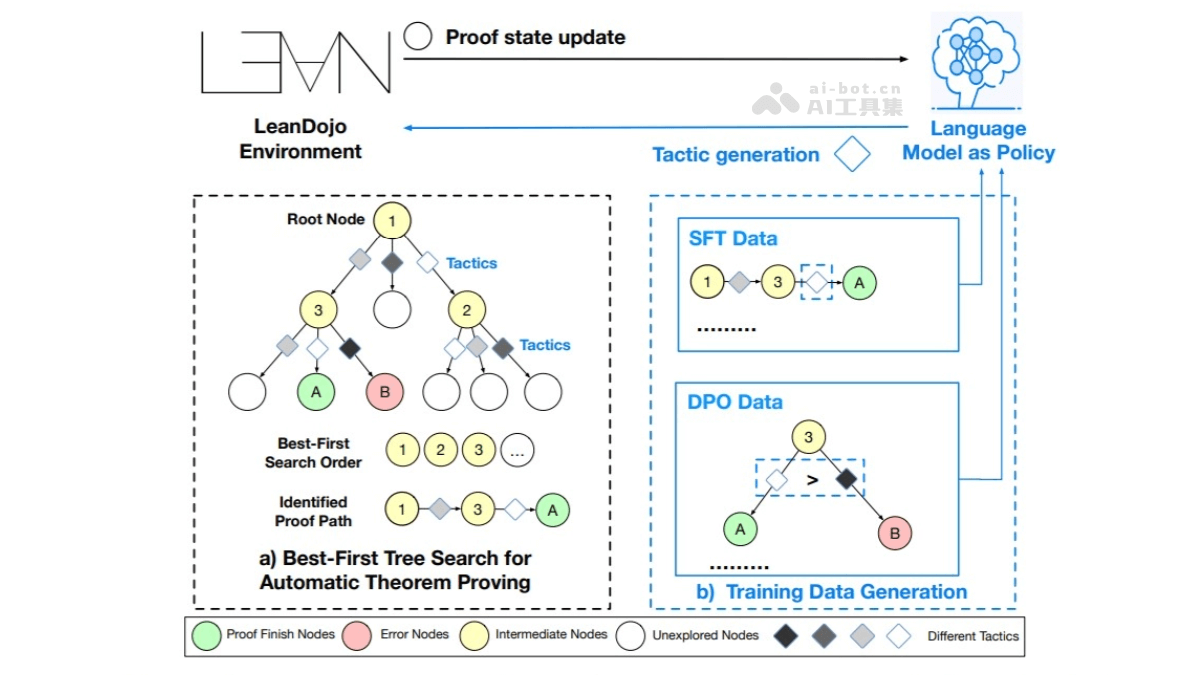 LEAN
Proof state update
ai-bot.cn
AI工具集
LeanDojo
Environment
Tactic generation
Language
Model as Policy
Root Node
1
Tactics
3
2
Tactics
A
B
Best-First
Search Order
1 2 3 ...
Identified
Proof Path
1 3 A
a) Best-First Tree Search for
Automatic Theorem Proving
SFT Data
1 3 A
.........
DPO Data
3
>
A
B
.........
b) Training Data Generation
Proof Finish Nodes Error Nodes Intermediate Nodes Unexplored Nodes Different Tactics